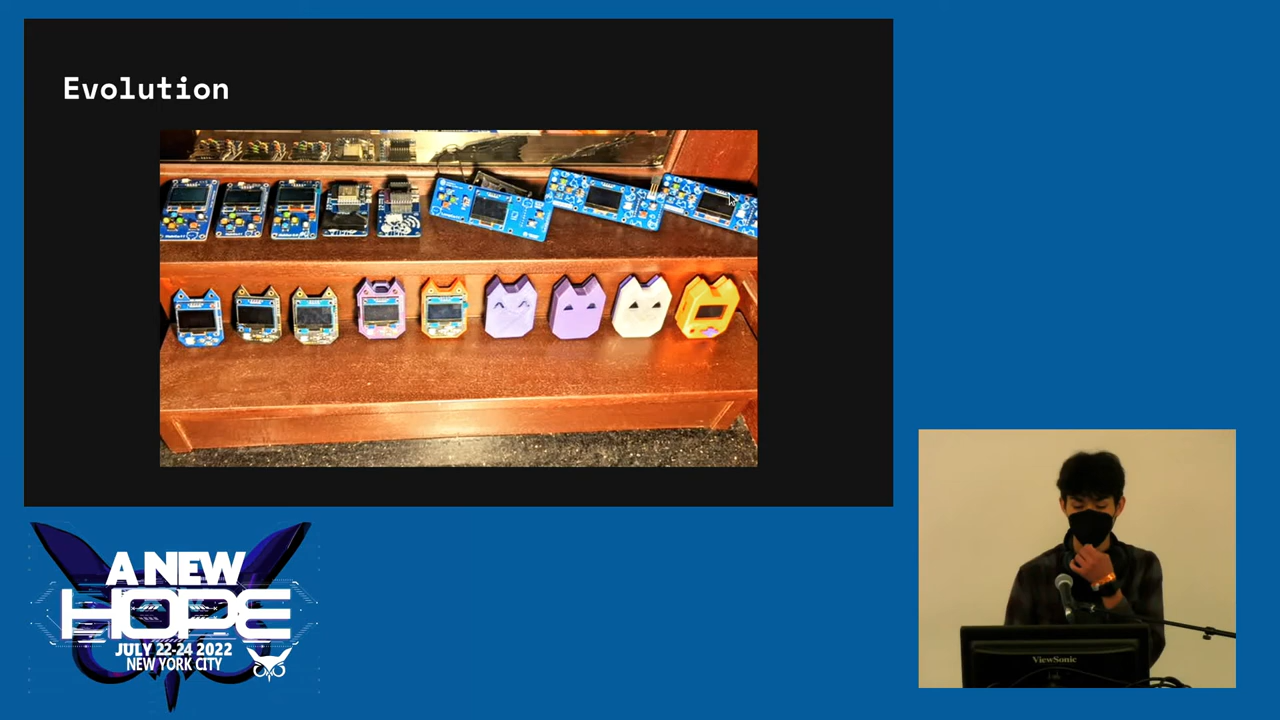 Evolution
A NEW
HOPE
JULY 22-24 2022
NEW YORK CITY
ViewSonic